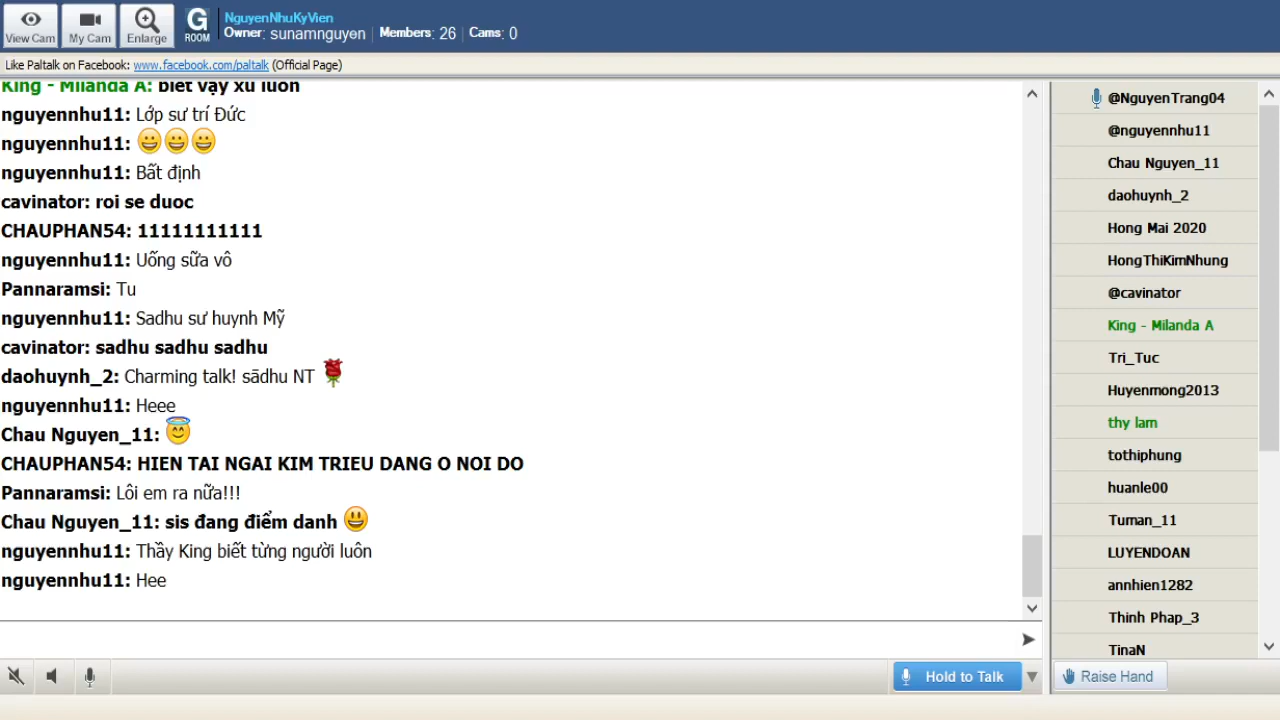 View Cam
My Cam
Enlarge
G
ROOM
NguyenNhuKyVien
Owner: sunamnguyen
Members: 26
Cams: 0
Like Paltalk on Facebook: www.facebook.com/paltalk (Official Page)
King - Milanda A: biết vậy xù luôn
nguyennhu11: Lớp sư trí Đức
nguyennhu11:
nguyennhu11: Bất định
cavinator: roi se duoc
CHAUPHAN54: 11111111111
nguyennhu11: Uống sữa vô
Pannaramsi: Tu
nguyennhu11: Sadhu sư huynh Mỹ
cavinator: sadhu sadhu sadhu
daohuynh_2: Charming talk! sādhu NT
nguyennhu11: Heee
Chau Nguyen_11:
CHAUPHAN54: HIEN TAI NGAI KIM TRIEU DANG O NOI DO
Pannaramsi: Lôi em ra nữa!!!
Chau Nguyen_11: sis đang điểm danh
nguyennhu11: Thầy King biết từng người luôn
nguyennhu11: Hee
Hold to Talk
@NguyenTrang04
@nguyennhu11
Chau Nguyen_11
daohuynh_2
Hong Mai 2020
HongThiKimNhung
@cavinator
King - Milanda A
Tri_Tuc
Huyenmong2013
thy lam
tothiphung
huanle00
Tuman_11
LUYENDOAN
annhien1282
Thinh Phap_3
TinaN
Raise Hand